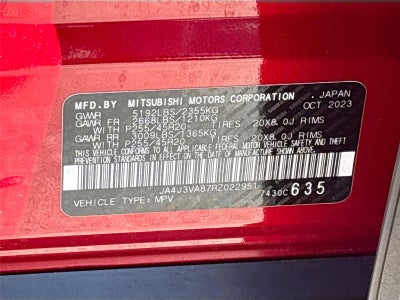 MFD.BY MITSUBISHI MOTORS CORPORATION, JAPAN
GVWR 5192LBS/2355KG OCT 2023
GAWR FR 2668LBS/1210KG
WITH P255/45R20 TIRES, 20X8.0J RIMS
GAWR RR 3009LBS/1365KG
WITH P255/45R20 TIRES, 20X8.0J RIMS
THIS VEHICLE CONFORMS TO ALL APPLICABLE FEDERAL
MOTOR VEHICLE SAFETY AND THEFT PREVENTION STANDARDS
IN EFFECT ON THE DATE OF MANUFACTURE SHOWN ABOVE.
JA4J3VA87RZ022951
VEHICLE TYPE: MPV 7430C 635